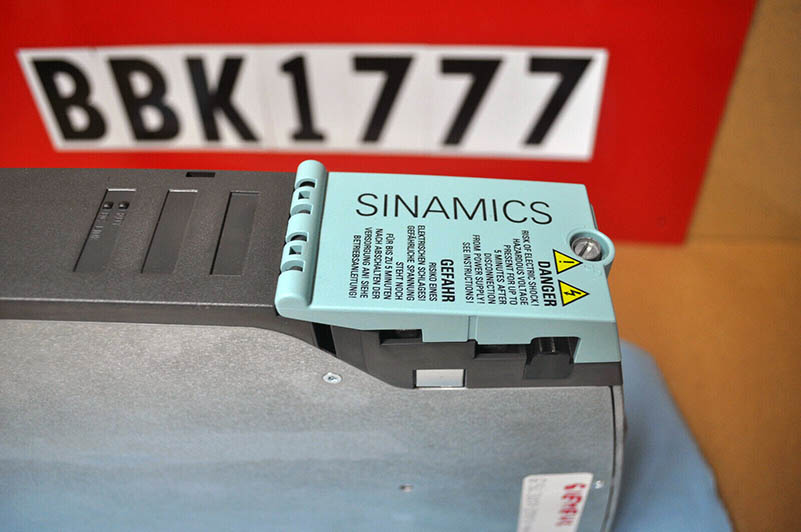 BBK1777
SINAMICS
DANGER
RISK OF ELECTRIC SHOCK!
HAZARDOUS VOLTAGE
PRESENT FOR UP TO
5 MINUTES AFTER
DISCONNECTION
FROM POWER SUPPLY!
SEE INSTRUCTIONS!
GEFAHR
RISIKO EINES
ELEKTRISCHEN SCHLAGES!
GEFÄHRLICHE SPANNUNG
STEHT NOCH
FÜR BIS ZU 5 MINUTEN
NACH ABSCHALTEN DER
VERSORGUNG AN! SIEHE
BETRIEBSANLEITUNG!